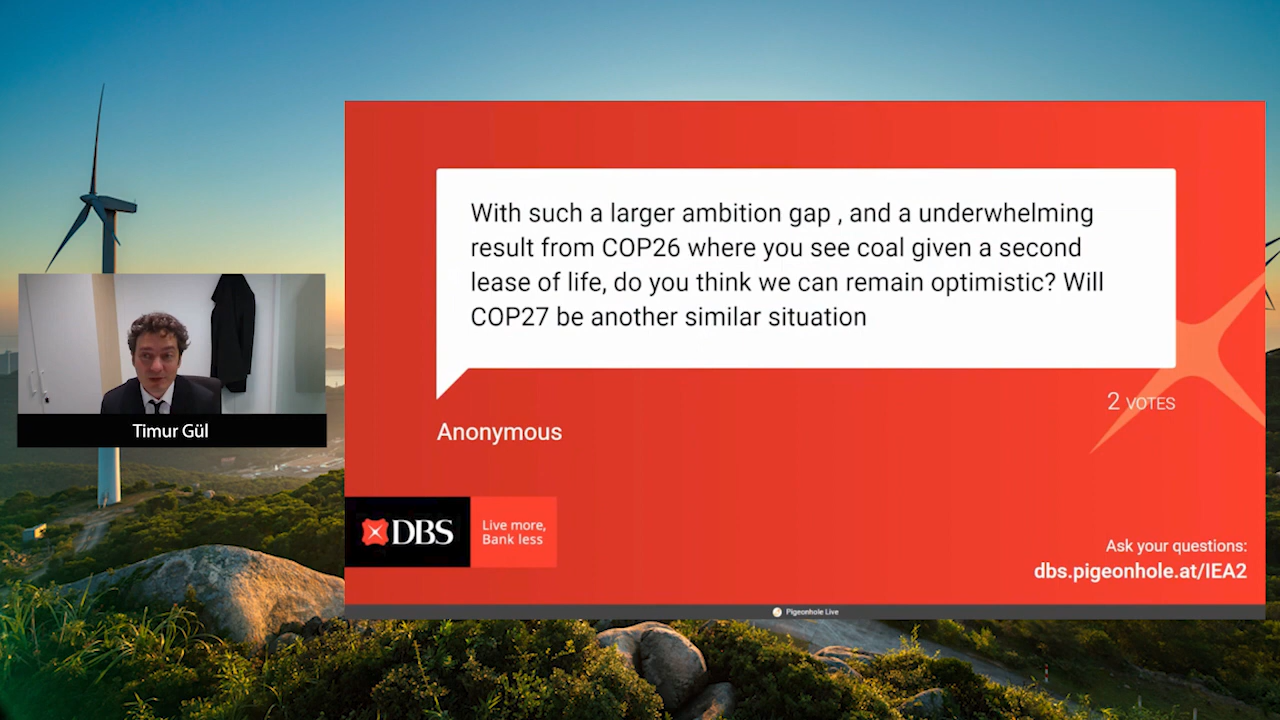 With such a larger ambition gap , and a underwhelming
result from COP26 where you see coal given a second
lease of life, do you think we can remain optimistic? Will
COP27 be another similar situation
2 VOTES
Anonymous
Timur Gül
DBS
Live more,
Bank less
Ask your questions:
dbs.pigeonhole.at/IEA2
Pigeonhole Live